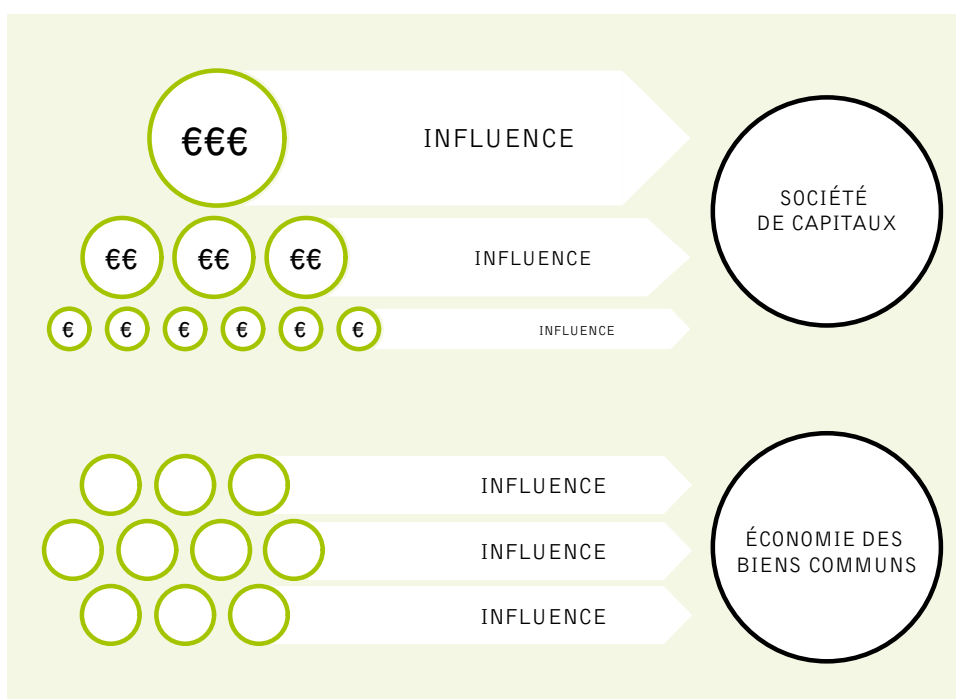 €€€ INFLUENCE
€€ €€ €€ INFLUENCE
€ € € € € € INFLUENCE
SOCIÉTÉ
DE CAPITAUX
INFLUENCE
INFLUENCE
INFLUENCE
ÉCONOMIE DES
BIENS COMMUNS